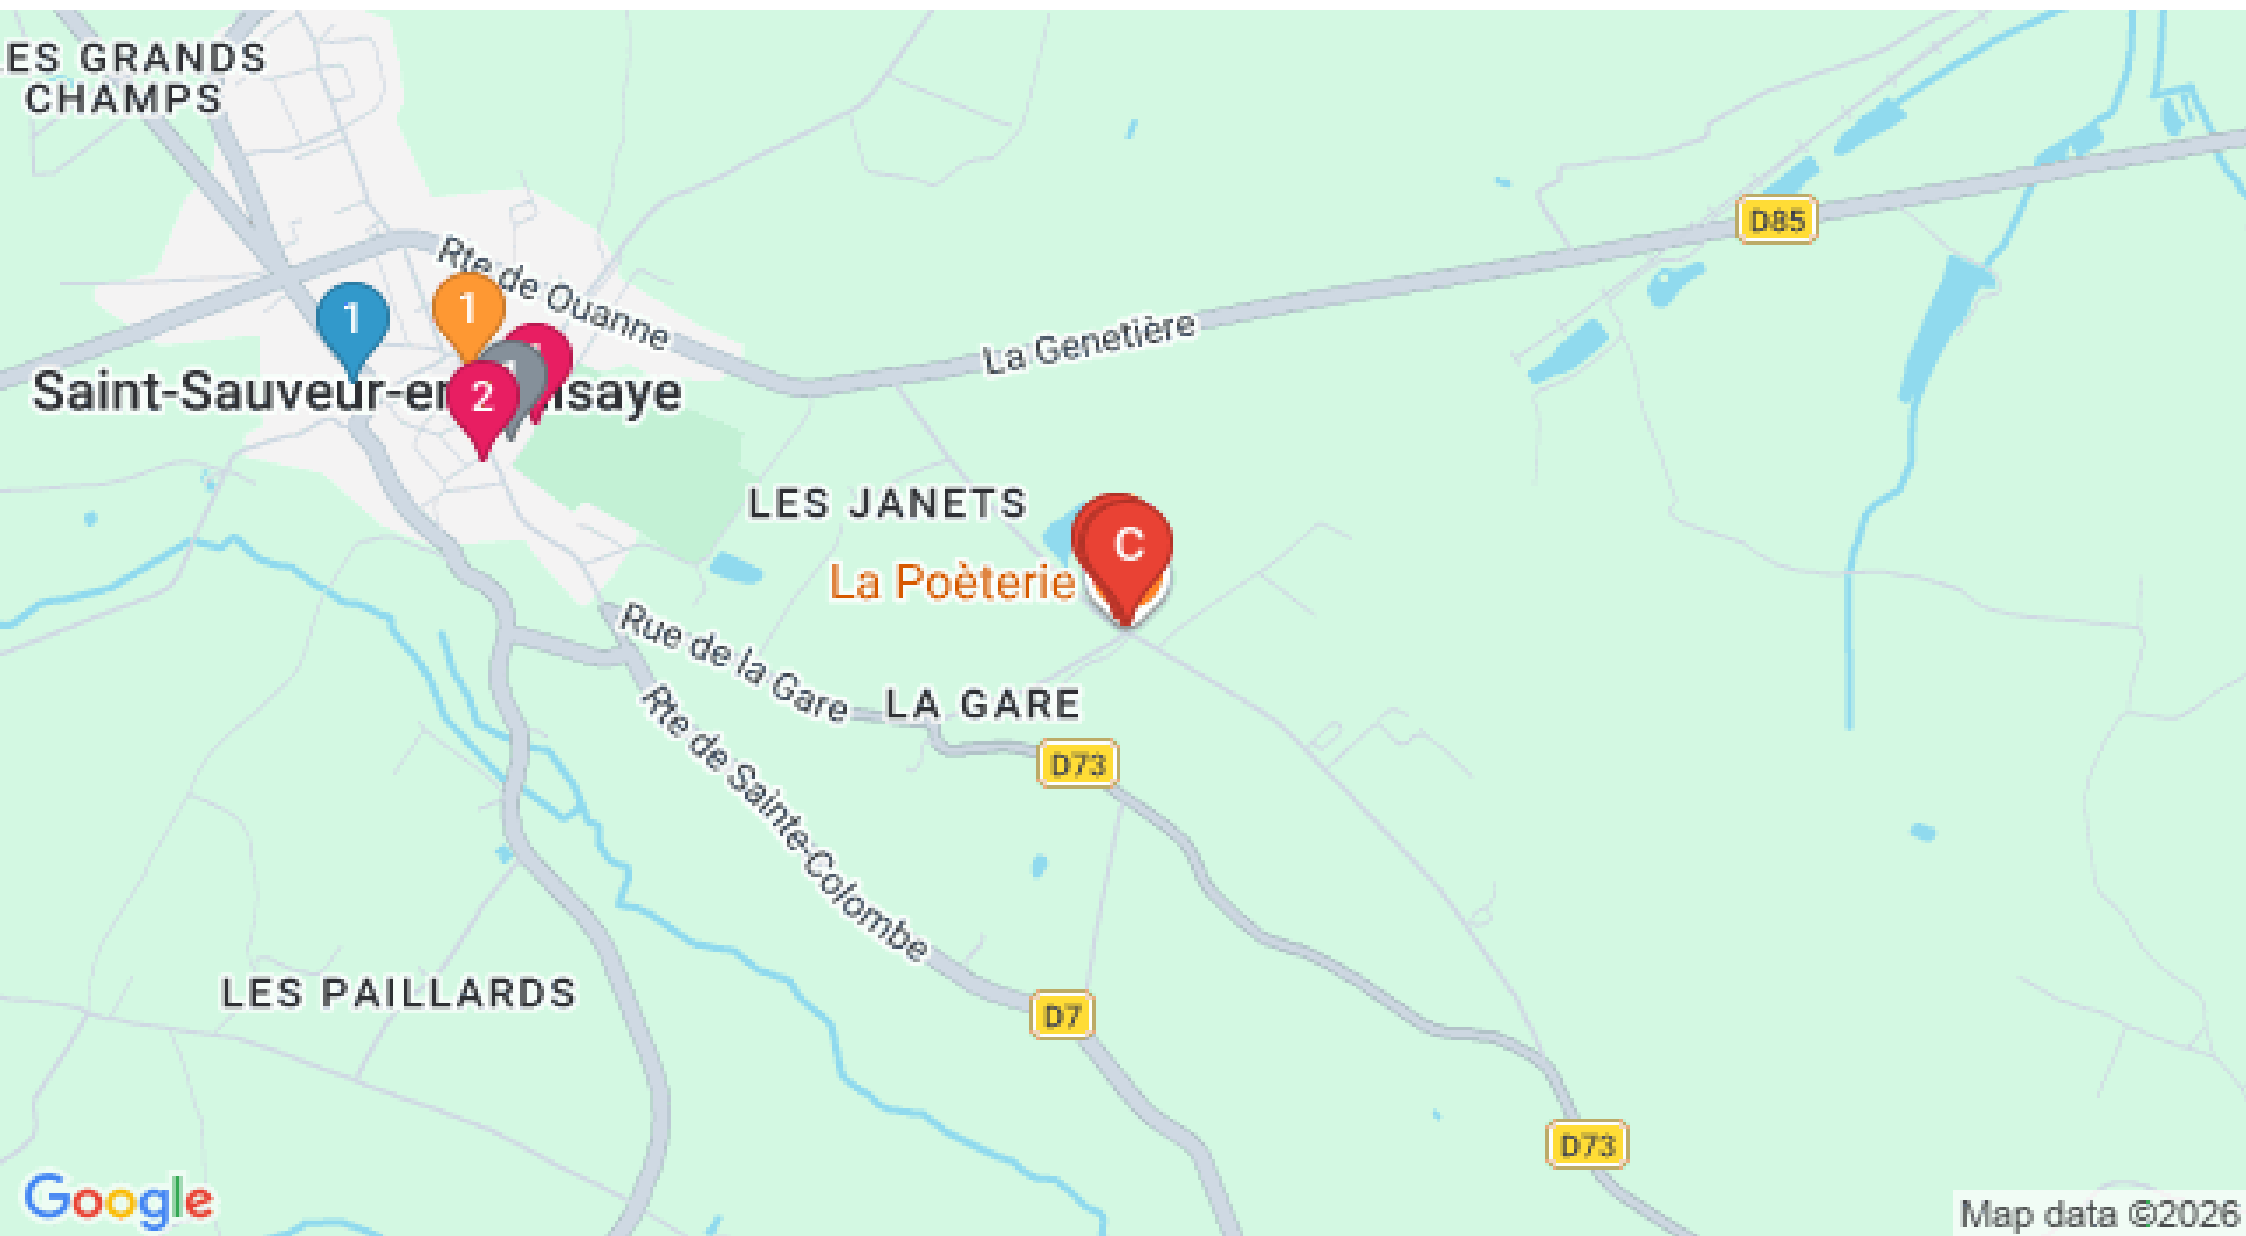 ES GRANDS
CHAMPS
D85
Rte de Ouanne
1
1
La Genetière
Saint-Sauveur-en
isaye
2
LES JANETS
C
La Poèterie
Rue de la Gare
LA GARE
Rte de Sainte-Colombe
D73
LES PAILLARDS
D7
D73
Google
Map data ©2026